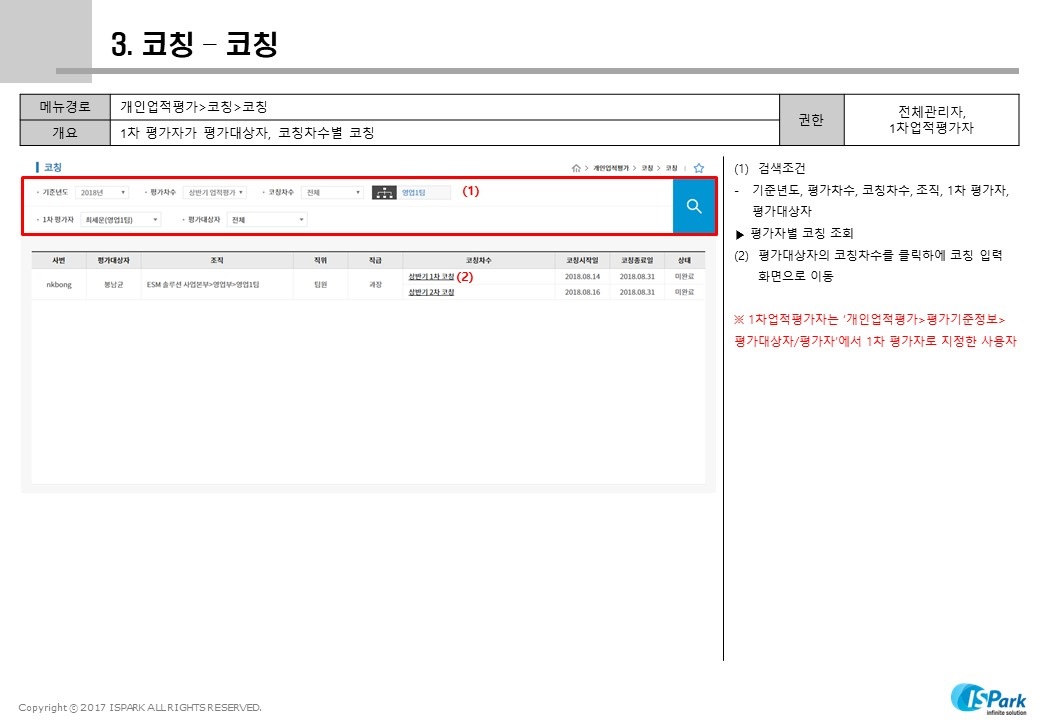 3. 코칭 – 코칭
메뉴경로 개인업적평가>코칭>코칭
개요 1차 평가자가 평가대상자, 코칭차수별 코칭
권한 전체관리자,
1차업적평가자
코칭
개인업적평가 > 코칭 > 코칭
기준년도 2018년 평가차수 상반기 업적평가 코칭차수 전체 영업1팀 (1)
1차 평가자 최세운(영업1팀) 평가대상자 전체
사번 평가대상자 조직 직위 직급 코칭차수 코칭시작일 코칭종료일 상태
nkbong 봉남균 ESM 솔루션 사업본부>영업부>영업1팀 팀원 과장 상반기 1차 코칭 (2) 2018.08.14 2018.08.31 미완료
상반기 2차 코칭 2018.08.16 2018.08.31 미완료
(1) 검색조건
- 기준년도, 평가차수, 코칭차수, 조직, 1차 평가자,
평가대상자
▶ 평가자별 코칭 조회
(2) 평가대상자의 코칭차수를 클릭하에 코칭 입력
화면으로 이동
※ 1차업적평가자는 '개인업적평가>평가기준정보>
평가대상자/평가자'에서 1차 평가자로 지정한 사용자
Copyright ⓒ 2017 ISPARK ALL RIGHTS RESERVED.
ISPark
infinite solution